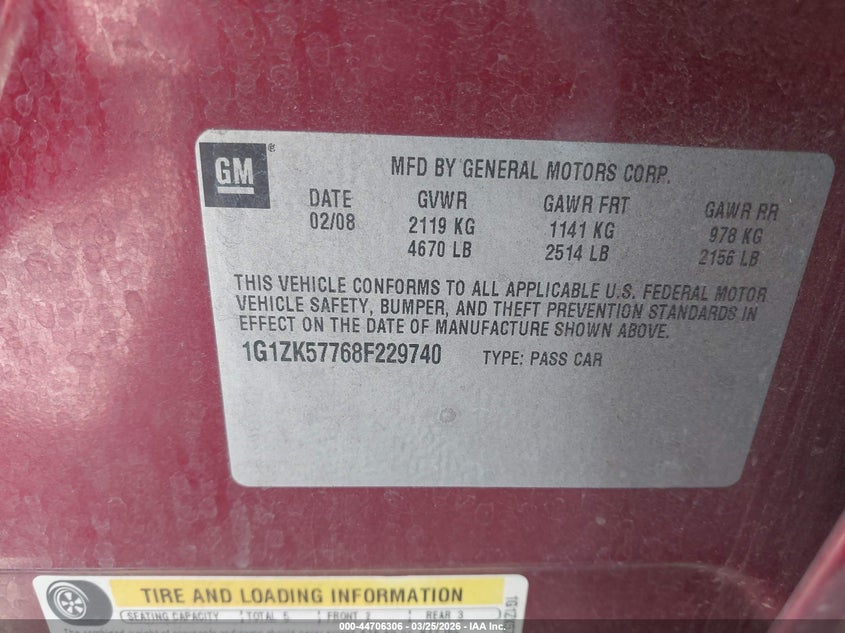 GM®
MFD BY GENERAL MOTORS CORP.
DATE GVWR GAWR FRT GAWR RR
02/08 2119 KG 1141 KG 978 KG
4670 LB 2514 LB 2156 LB
THIS VEHICLE CONFORMS TO ALL APPLICABLE U.S. FEDERAL MOTOR
VEHICLE SAFETY, BUMPER, AND THEFT PREVENTION STANDARDS IN
EFFECT ON THE DATE OF MANUFACTURE SHOWN ABOVE.
1G1ZK57768F229740 TYPE: PASS CAR
TIRE AND LOADING INFORMATION
SEATING CAPACITY TOTAL 5 FRONT 2 REAR 3
000-44706306 - 03/25/2026 - IAA Inc.